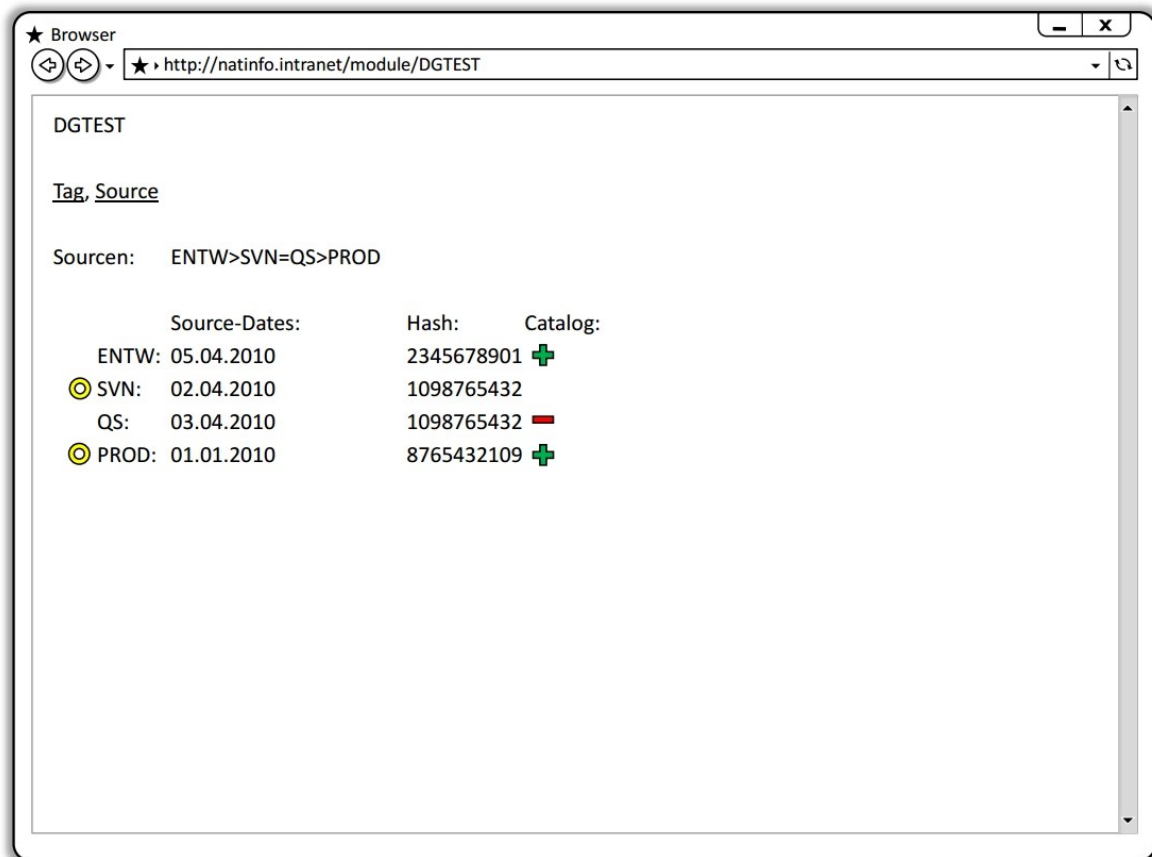 Browser
http://natinfo.intranet/module/DGTEST
DGTEST
Tag, Source
Sourcen: ENTW>SVN=QS>PROD
Source-Dates: Hash: Catalog:
ENTW: 05.04.2010 2345678901
SVN: 02.04.2010 1098765432
QS: 03.04.2010 1098765432
PROD: 01.01.2010 8765432109